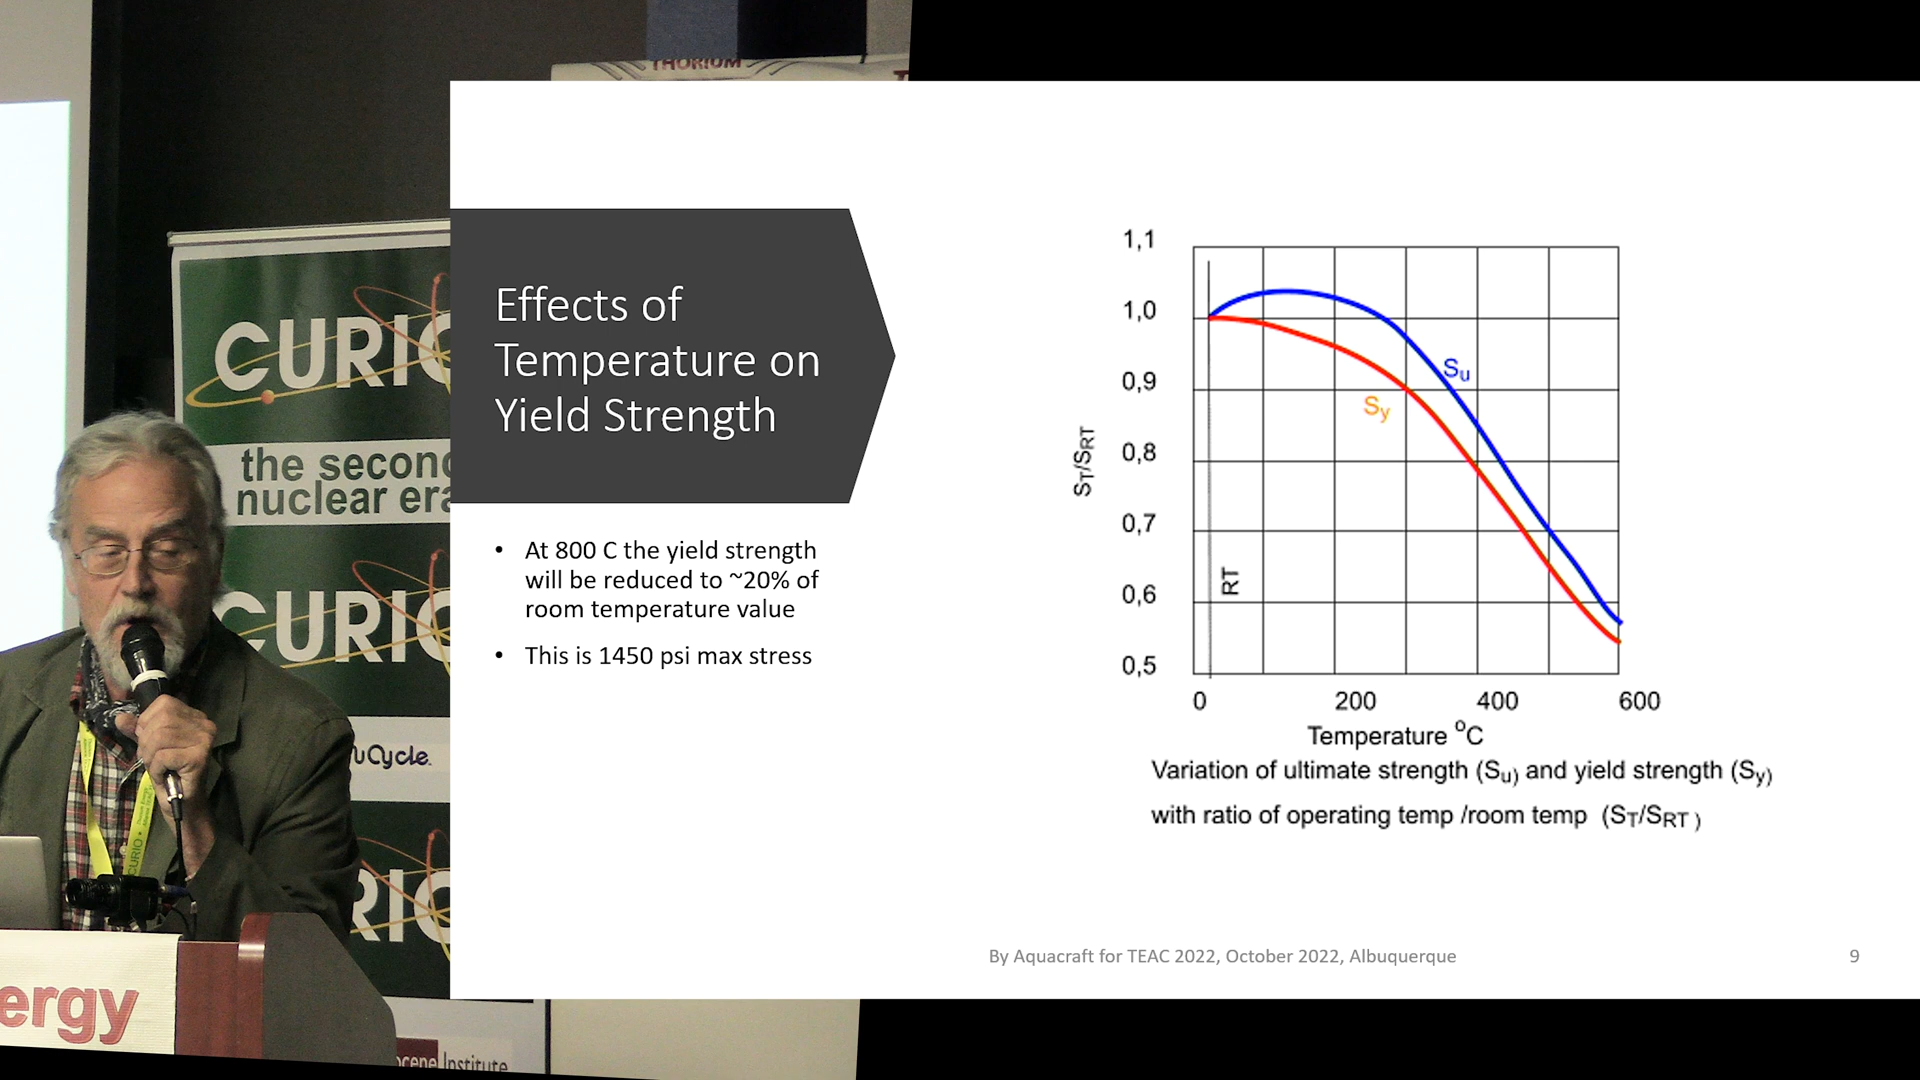 THORIUM
CURIO
the second
nuclear era
CURIO
uCycle.
RIO
CURIO
ergy
ocene Institute
Effects of
Temperature on
Yield Strength
• At 800 C the yield strength
will be reduced to ~20% of
room temperature value
• This is 1450 psi max stress
1,1
1,0
0,9
0,8
0,7
0,6
0,5
ST/SRT
Su
Sy
RT
0 200 400 600
Temperature oC
Variation of ultimate strength (Su) and yield strength (Sy)
with ratio of operating temp /room temp (ST/SRT )
By Aquacraft for TEAC 2022, October 2022, Albuquerque
9